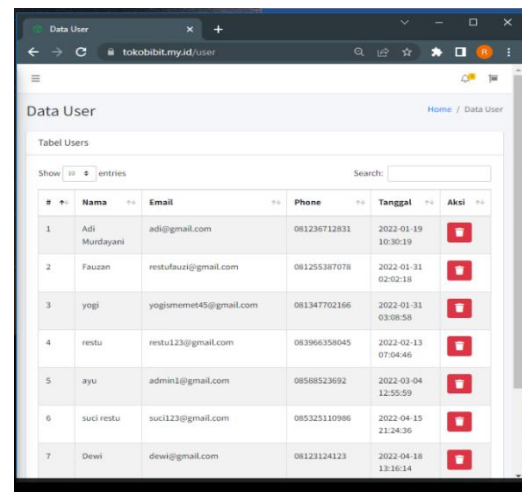 Data User
tokobibit.my.id/user
R
Data User
Home / Data User
Tabel Users
Show 10 entries
Search:
# Nama Email Phone Tanggal Aksi
1 Adi Murdayani adi@gmail.com 081236712831 2022-01-19 10:30:19
2 Fauzan restufauzi@gmail.com 081255387078 2022-01-31 02:02:18
3 yogi yogismemet45@gmail.com 081347702166 2022-01-31 03:08:58
4 restu restu123@gmail.com 083966358045 2022-02-13 07:04:46
5 ayu admin1@gmail.com 08588523692 2022-03-04 12:55:59
6 suci restu suci123@gmail.com 085325110986 2022-04-15 21:24:36
7 Dewi dewi@gmail.com 08123124123 2022-04-18 13:16:14